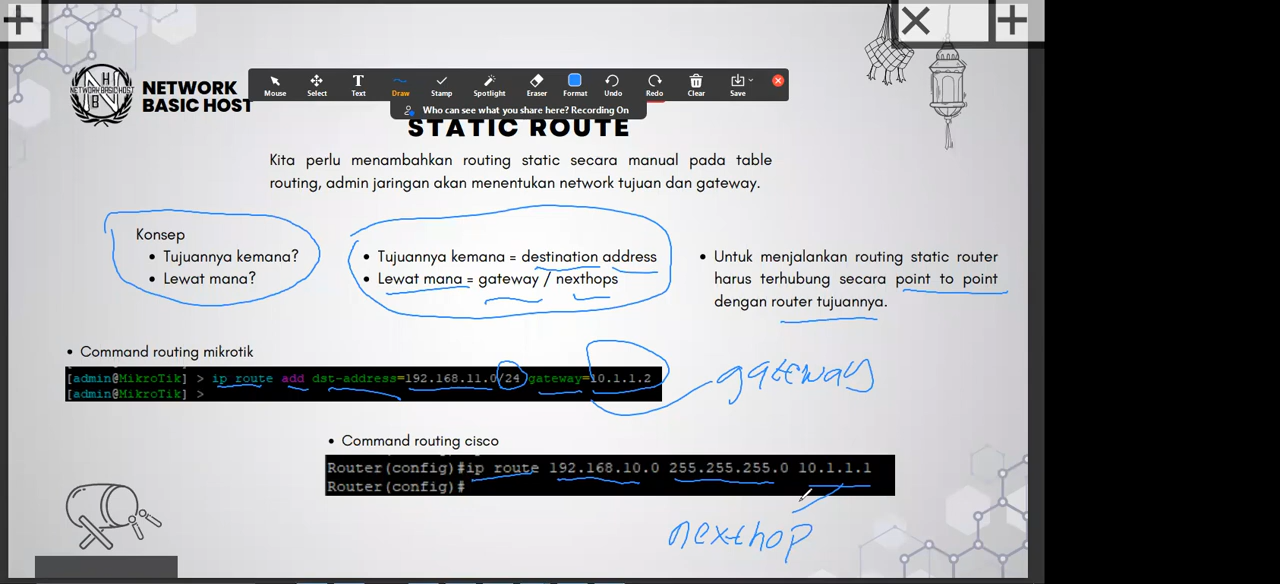 NETWORK
BASIC HOST
NETWORK BASIC HOST
N H
B
Mouse Select Text Draw Stamp Spotlight Eraser Format Undo Redo Clear Save
Who can see what you share here? Recording On
STATIC ROUTE
Kita perlu menambahkan routing static secara manual pada table
routing, admin jaringan akan menentukan network tujuan dan gateway.
Konsep
• Tujuannya kemana?
• Lewat mana?
• Tujuannya kemana = destination address
• Lewat mana = gateway / nexthops
• Untuk menjalankan routing static router
harus terhubung secara point to point
dengan router tujuannya.
• Command routing mikrotik
[admin@MikroTik] > ip route add dst-address=192.168.11.0/24 gateway=10.1.1.2
[admin@MikroTik] >
gateway
• Command routing cisco
Router(config)#ip route 192.168.10.0 255.255.255.0 10.1.1.1
Router(config)#
nexthop